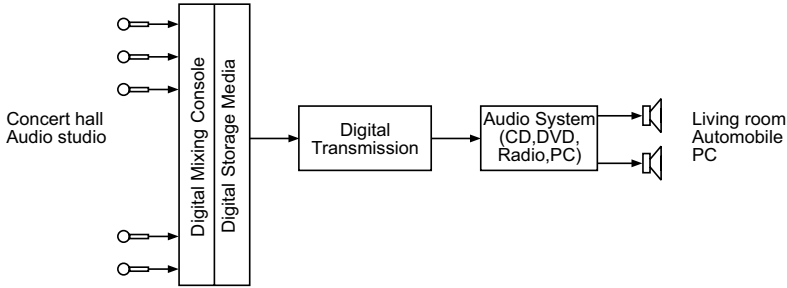 Concert hall
Audio studio
Digital Mixing Console
Digital Storage Media
Digital
Transmission
Audio System
(CD,DVD,
Radio,PC)
Living room
Automobile
PC